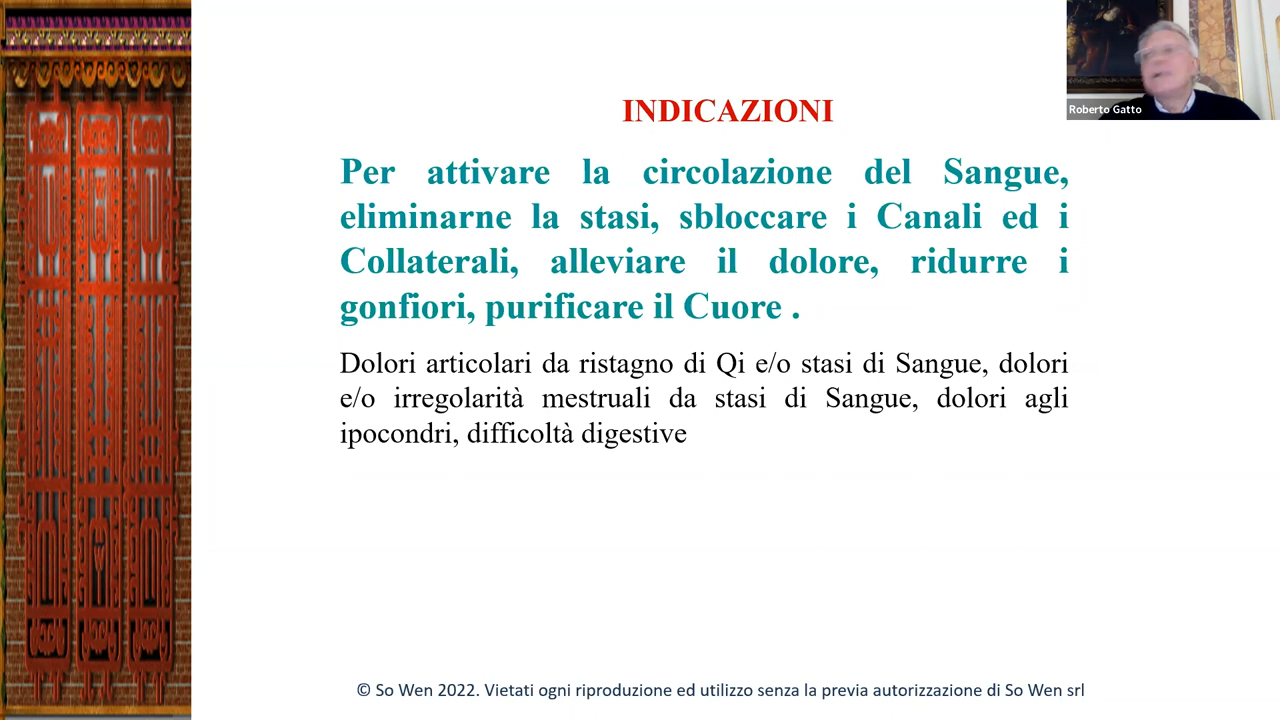 INDICAZIONI
Roberto Gatto
Per attivare la circolazione del Sangue,
eliminarne la stasi, sbloccare i Canali ed i
Collaterali, alleviare il dolore, ridurre i
gonfiori, purificare il Cuore .
Dolori articolari da ristagno di Qi e/o stasi di Sangue, dolori
e/o irregolarità mestruali da stasi di Sangue, dolori agli
ipocondri, difficoltà digestive
© So Wen 2022. Vietati ogni riproduzione ed utilizzo senza la previa autorizzazione di So Wen srl